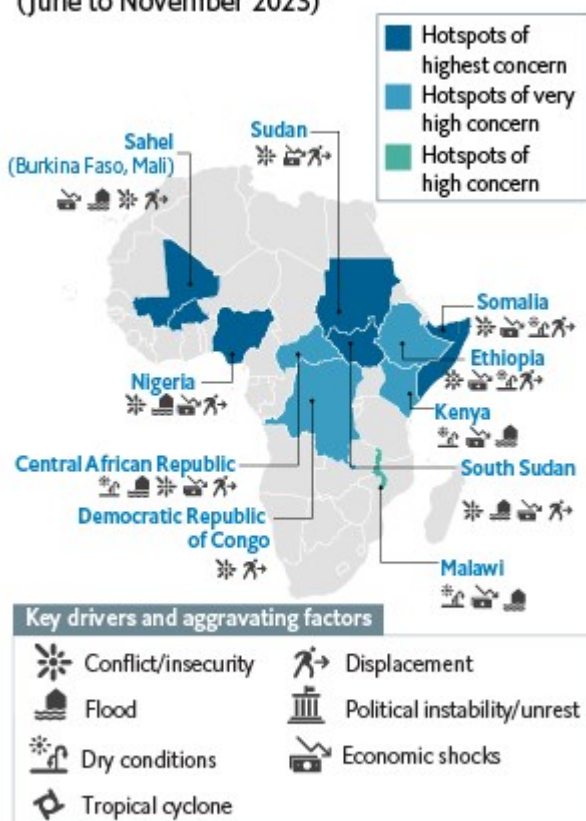 (June to November 2023)
Hotspots of
highest concern
Hotspots of very
high concern
Hotspots of
high concern
Sudan
Sahel
(Burkina Faso, Mali)
Somalia
Ethiopia
Nigeria
Kenya
Central African Republic
South Sudan
Democratic Republic
of Congo
Malawi
Key drivers and aggravating factors
Conflict/insecurity
Displacement
Flood
Political instability/unrest
Dry conditions
Economic shocks
Tropical cyclone